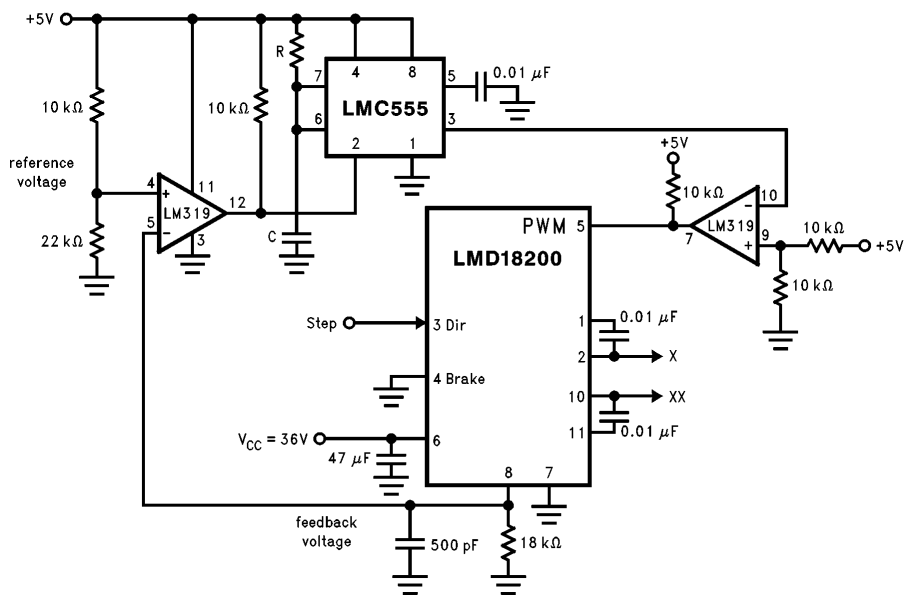 +5V
R
7
4
8
5
0.01 μF
10 kΩ
10 kΩ
LMC555
6
2
1
3
reference
voltage
4
+
11
LM319
12
5
−
3
22 kΩ
C
+5V
10 kΩ
10
−
LM319
7
9
+
10 kΩ
+5V
10 kΩ
PWM
5
LMD18200
Step
3 Dir
1
0.01 μF
2
X
4 Brake
10
XX
11
0.01 μF
VCC = 36V
6
47 μF
8
7
feedback
voltage
500 pF
18 kΩ